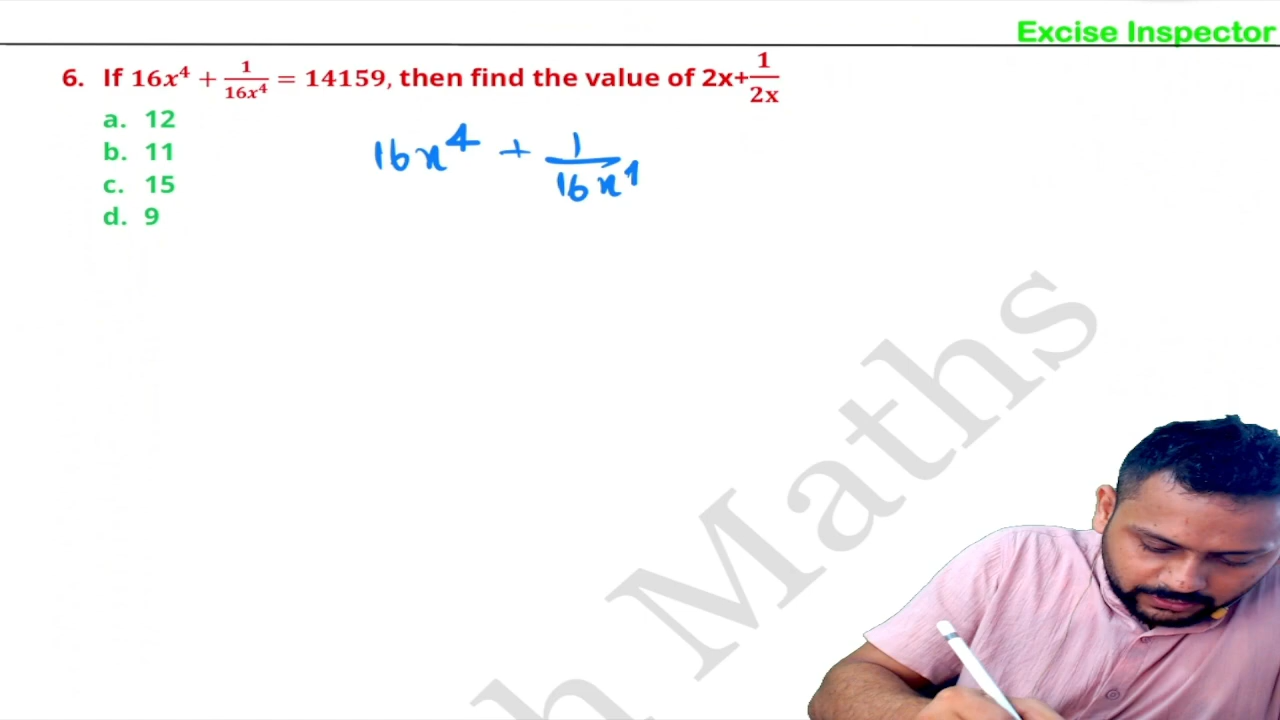 Excise Inspector
6. If 16x⁴ + 1/16x⁴ = 14159, then find the value of 2x+1/2x
a. 12
b. 11
c. 15
d. 9
16x⁴ + 1/16x⁴
h Maths